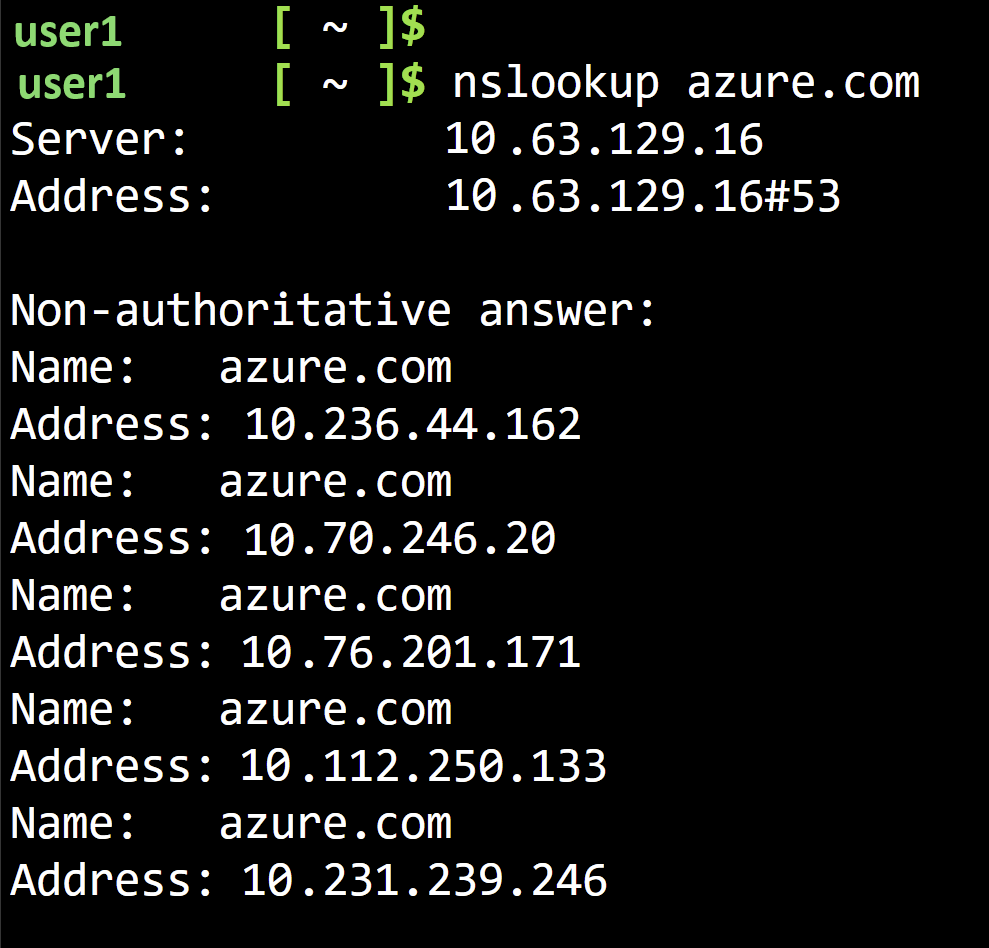 user1 [ ~ ]$
user1 [ ~ ]$ nslookup azure.com
Server: 10.63.129.16
Address: 10.63.129.16#53
Non-authoritative answer:
Name: azure.com
Address: 10.236.44.162
Name: azure.com
Address: 10.70.246.20
Name: azure.com
Address: 10.76.201.171
Name: azure.com
Address: 10.112.250.133
Name: azure.com
Address: 10.231.239.246